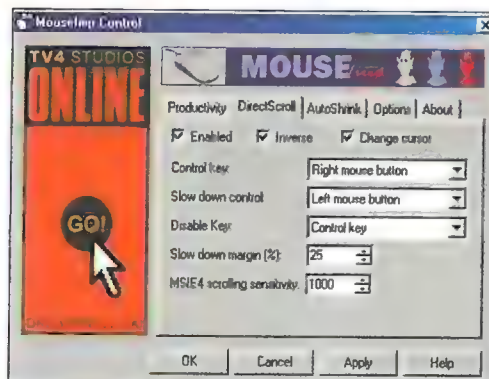 MouseImp Control
TV4 STUDIOS
ONLINE
GO!
MOUSE imp
Productivity DirectScroll AutoShrink Options About
Enabled Inverse Change cursor
Control key: Right mouse button
Slow down control: Left mouse button
Disable Key: Control key
Slow down margin (%): 25
MSIE4 scrolling sensitivity: 1000
OK Cancel Apply Help